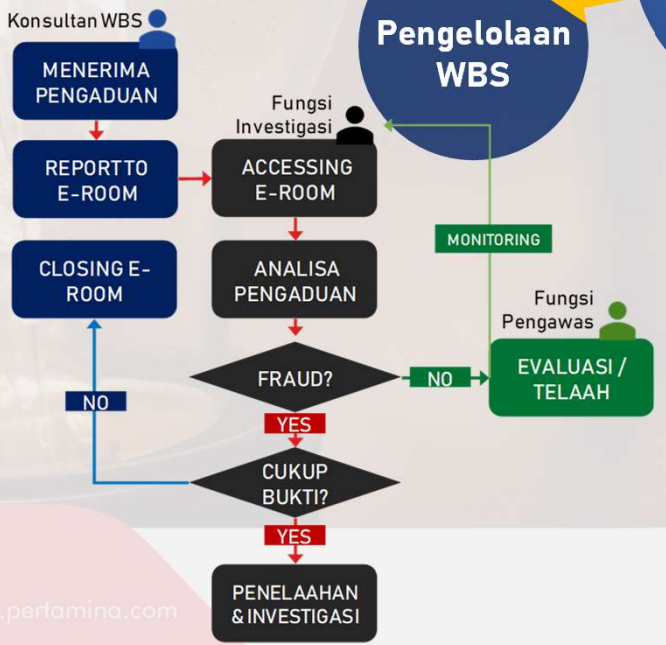 Konsultan WBS
Pengelolaan
WBS
MENERIMA
PENGADUAN
Fungsi
Investigasi
REPORTTO
E-ROOM
ACCESSING
E-ROOM
MONITORING
CLOSING E-
ROOM
ANALISA
PENGADUAN
Fungsi
Pengawas
FRAUD?
NO
EVALUASI /
TELAAH
NO
YES
CUKUP
BUKTI?
YES
PENELAAHAN
& INVESTIGASI
.pertamina.com